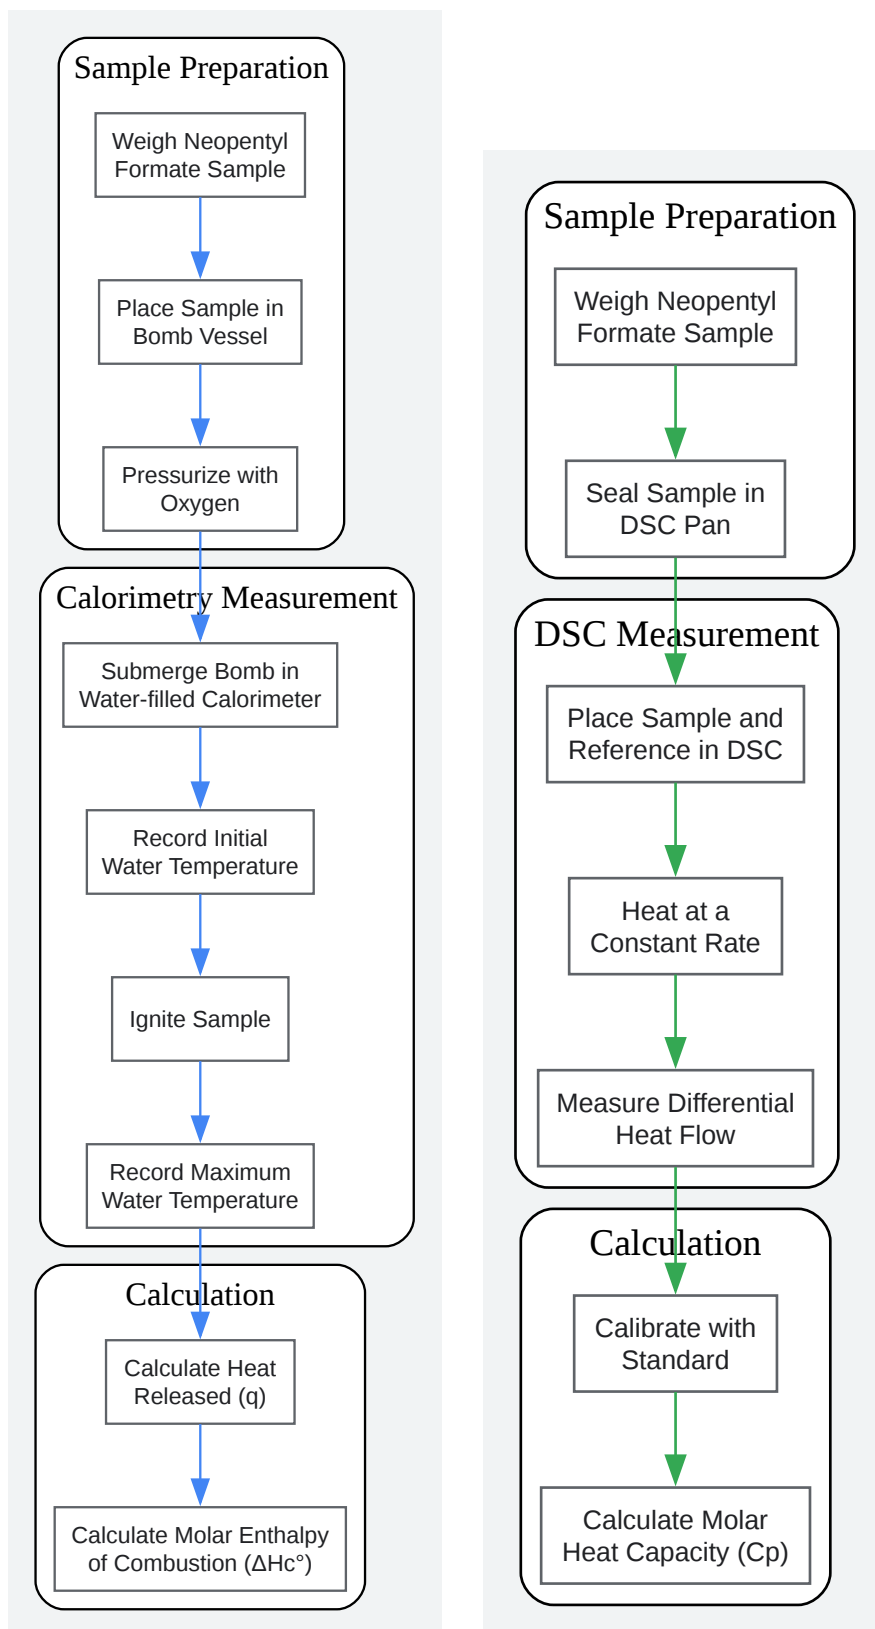 Sample Preparation
Weigh Neopentyl
Formate Sample
Place Sample in
Bomb Vessel
Pressurize with
Oxygen
Calorimetry Measurement
Submerge Bomb in
Water-filled Calorimeter
Record Initial
Water Temperature
Ignite Sample
Record Maximum
Water Temperature
Calculation
Calculate Heat
Released (q)
Calculate Molar Enthalpy
of Combustion (ΔHc°)
Sample Preparation
Weigh Neopentyl
Formate Sample
Seal Sample in
DSC Pan
DSC Measurement
Place Sample and
Reference in DSC
Heat at a
Constant Rate
Measure Differential
Heat Flow
Calculation
Calibrate with
Standard
Calculate Molar
Heat Capacity (Cp)